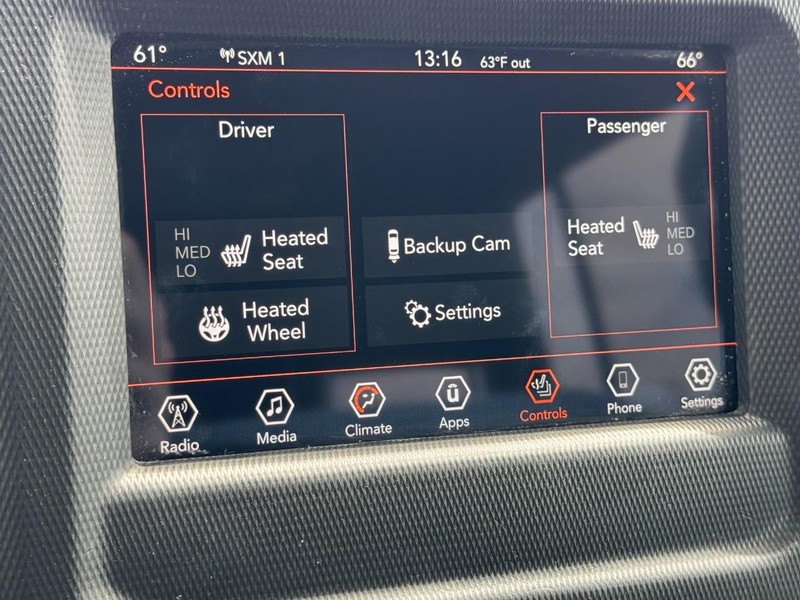 61° SXM 1 13:16 63°F out 66°
Controls
Driver
HI
MED
LO
Heated
Seat
Heated
Wheel
Backup Cam
Settings
Passenger
Heated
Seat
HI
MED
LO
Radio Media Climate Apps Controls Phone Settings